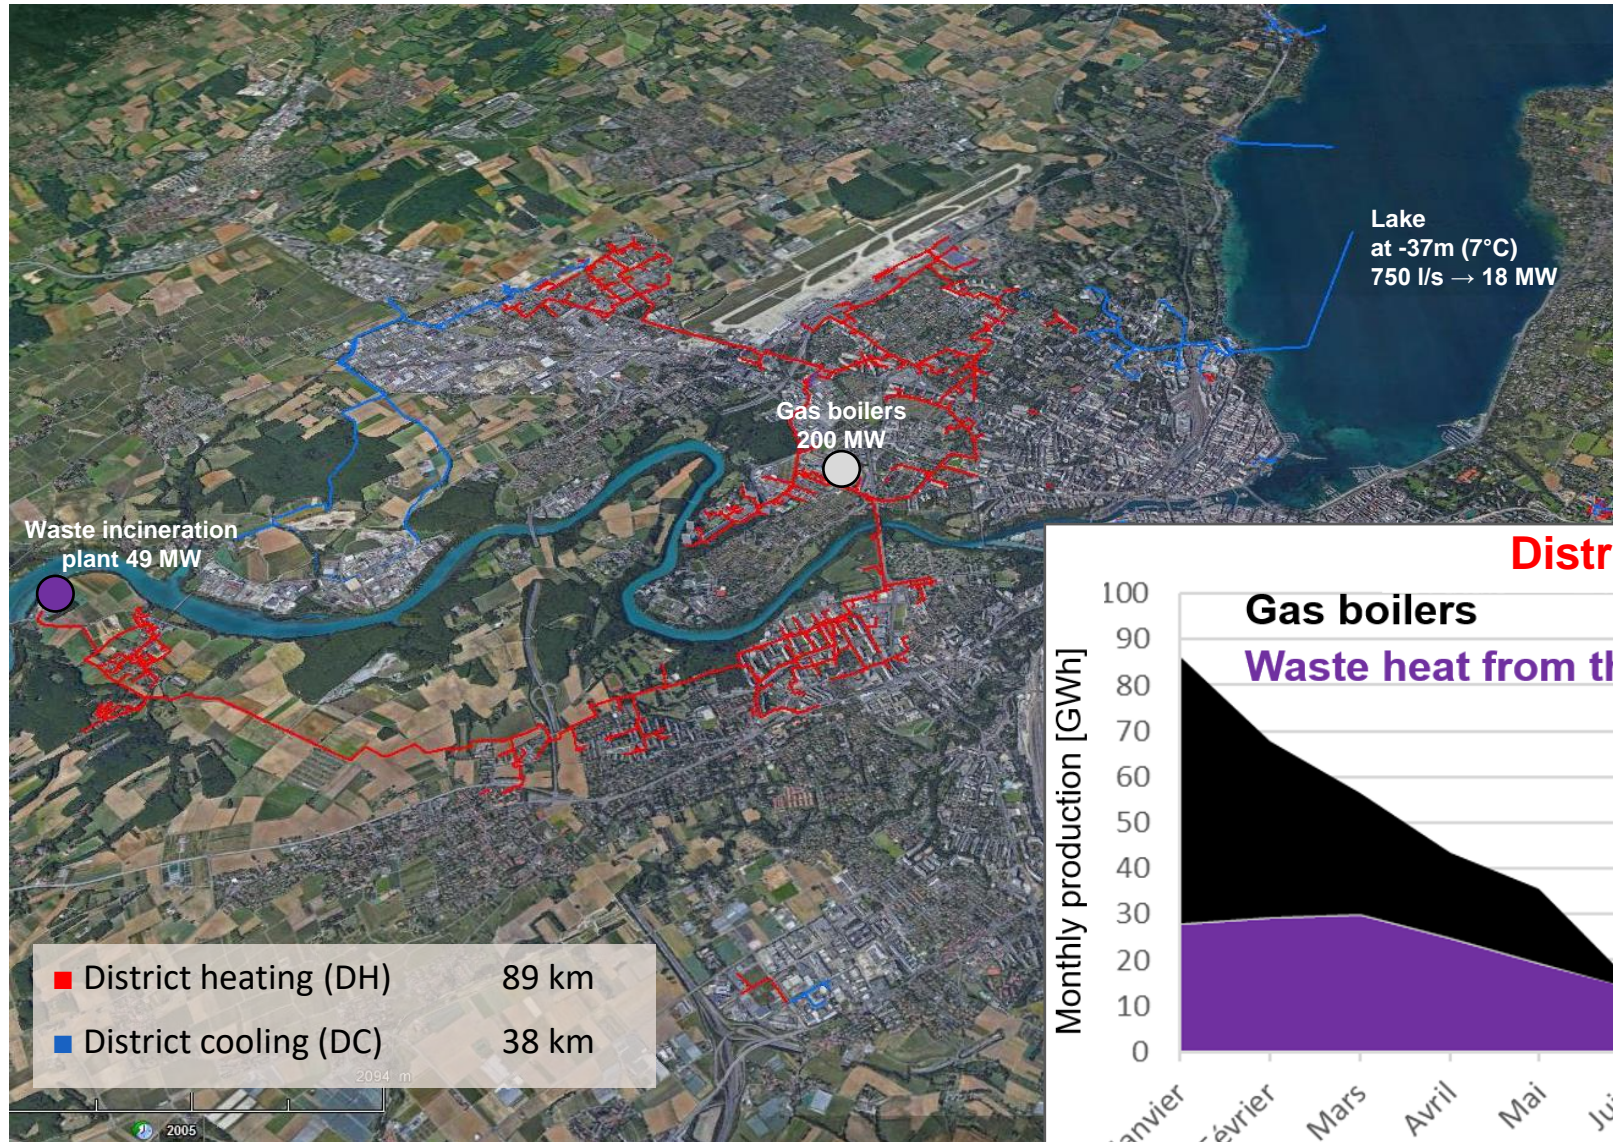 Lake
at -37m (7°C)
750 l/s → 18 MW
Gas boilers
200 MW
Waste incineration
plant 49 MW
District heating (DH) 89 km
District cooling (DC) 38 km
2094 m
2005
Distr
Gas boilers
Waste heat from th
Monthly production [GWh]
100
90
80
70
60
50
40
30
20
10
0
anvier
évrier
Mars
Avril
Mai
Jui